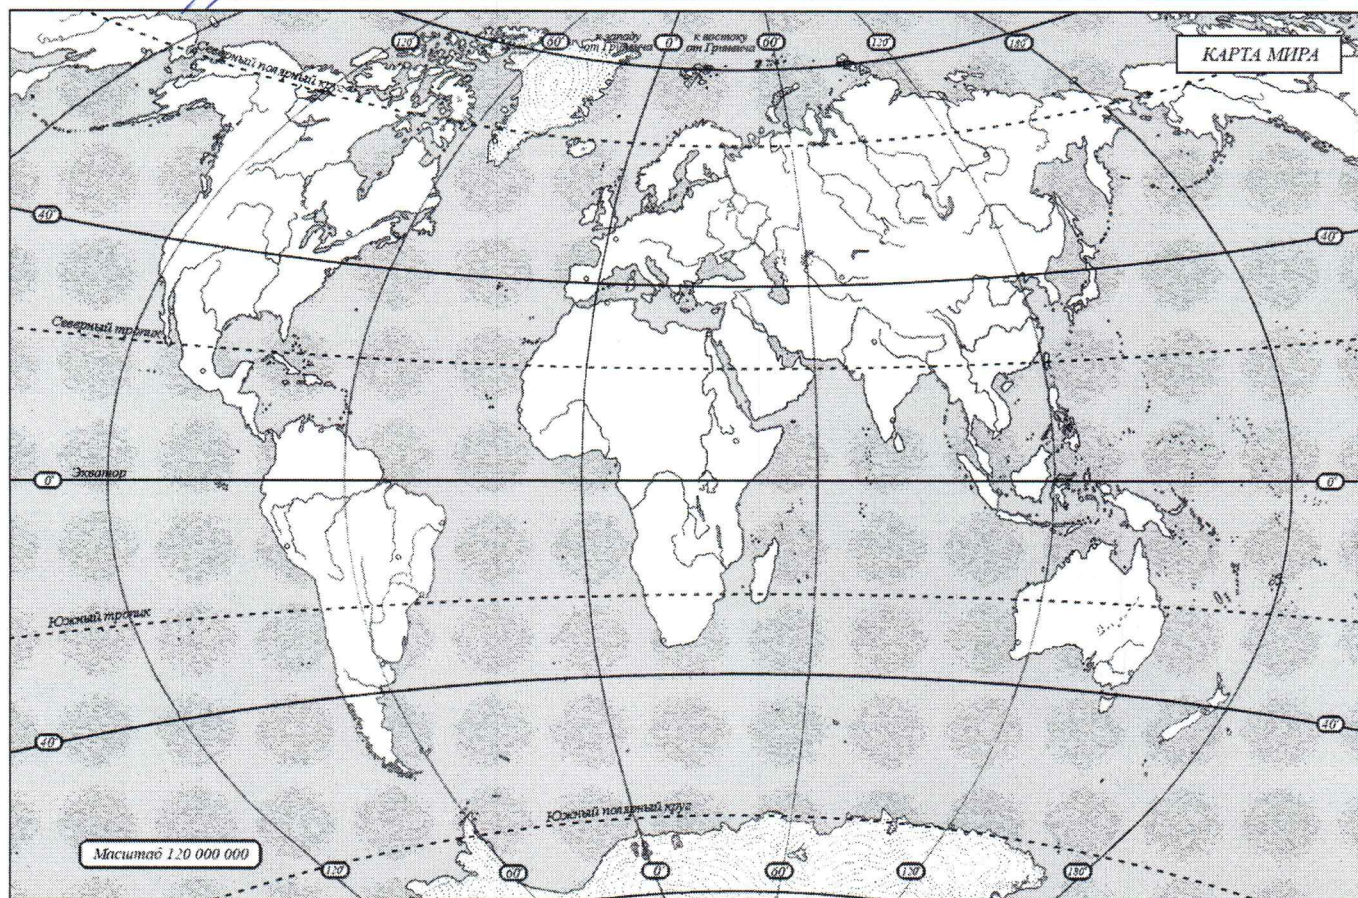 120°
60°
к западу
от Гринвича
0°
к востоку
от Гринвича
60°
120°
180°
КАРТА МИРА
Северный полярный круг
40°
40°
Северный тропик
0°
Экватор
0°
Южный тропик
40°
40°
Южный полярный круг
Масштаб 120 000 000
120°
60°
0°
60°
120°
180°